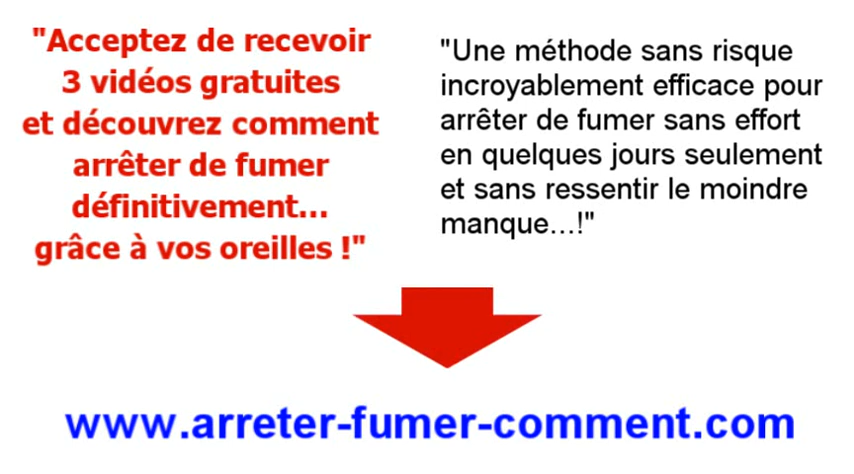 "Acceptez de recevoir
3 vidéos gratuites
et découvrez comment
arrêter de fumer
définitivement...
grâce à vos oreilles !"
"Une méthode sans risque
incroyablement efficace pour
arrêter de fumer sans effort
en quelques jours seulement
et sans ressentir le moindre
manque...!"
www.arreter-fumer-comment.com